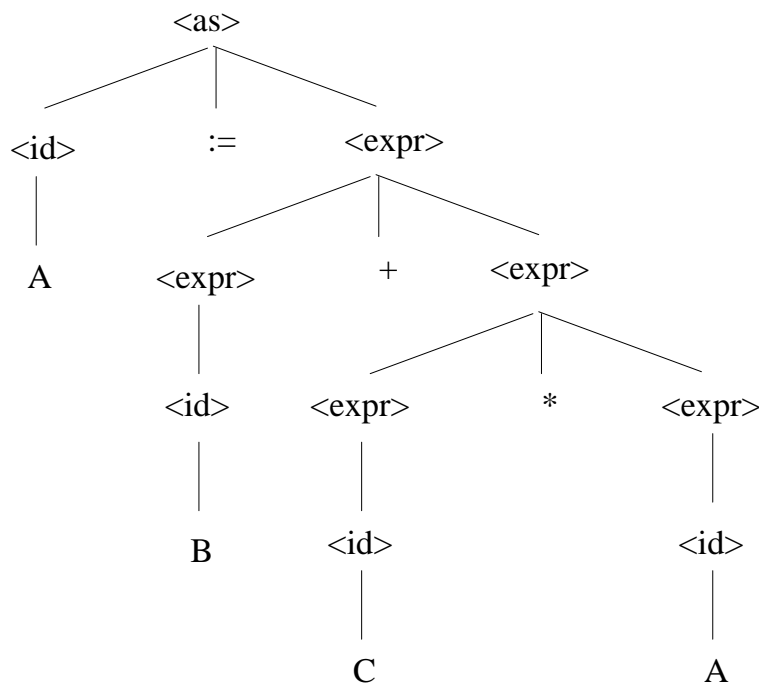 <as>
<id> := <expr>
A <expr> + <expr>
<id> <expr> * <expr>
B <id> <id>
C A